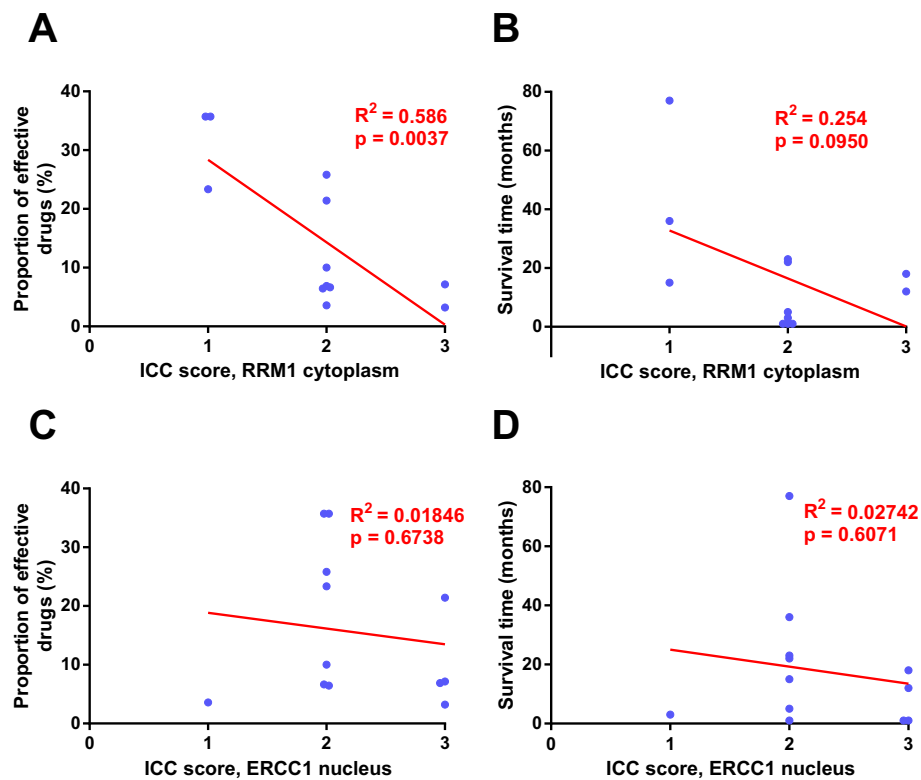 A
Proportion of effective
drugs (%)
40
30
20
10
0
R² = 0.586
p = 0.0037
0 1 2 3
ICC score, RRM1 cytoplasm
B
Survival time (months)
80
60
40
20
0
R² = 0.254
p = 0.0950
0 1 2 3
ICC score, RRM1 cytoplasm
C
Proportion of effective
drugs (%)
40
30
20
10
0
R² = 0.01846
p = 0.6738
0 1 2 3
ICC score, ERCC1 nucleus
D
Survival time (months)
80
60
40
20
0
R² = 0.02742
p = 0.6071
0 1 2 3
ICC score, ERCC1 nucleus